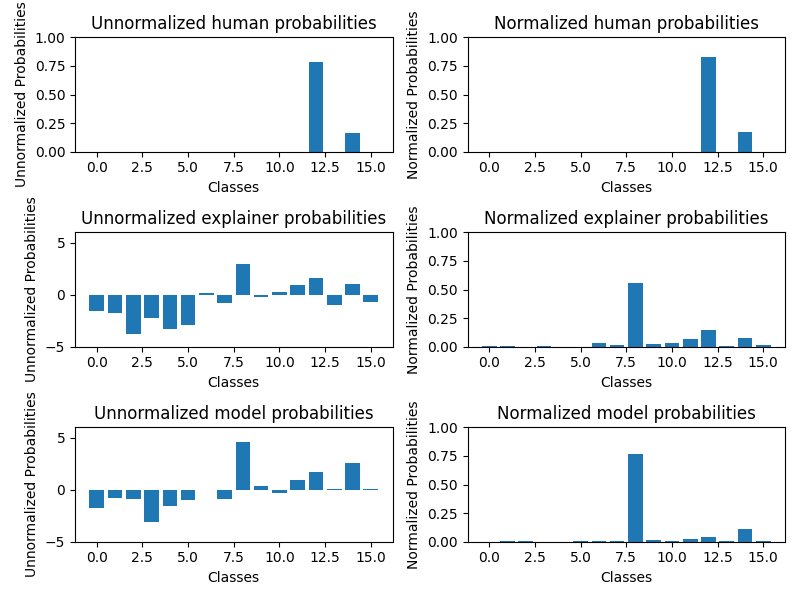 Unnormalized human probabilities
Unnormalized Probabilities
1.00
0.75
0.50
0.25
0.00
0.0 2.5 5.0 7.5 10.0 12.5 15.0
Classes
Normalized human probabilities
Normalized Probabilities
1.00
0.75
0.50
0.25
0.00
0.0 2.5 5.0 7.5 10.0 12.5 15.0
Classes
Unnormalized explainer probabilities
Unnormalized Probabilities
5
0
−5
0.0 2.5 5.0 7.5 10.0 12.5 15.0
Classes
Normalized explainer probabilities
Normalized Probabilities
1.00
0.75
0.50
0.25
0.00
0.0 2.5 5.0 7.5 10.0 12.5 15.0
Classes
Unnormalized model probabilities
Unnormalized Probabilities
5
0
−5
0.0 2.5 5.0 7.5 10.0 12.5 15.0
Classes
Normalized model probabilities
Normalized Probabilities
1.00
0.75
0.50
0.25
0.00
0.0 2.5 5.0 7.5 10.0 12.5 15.0
Classes